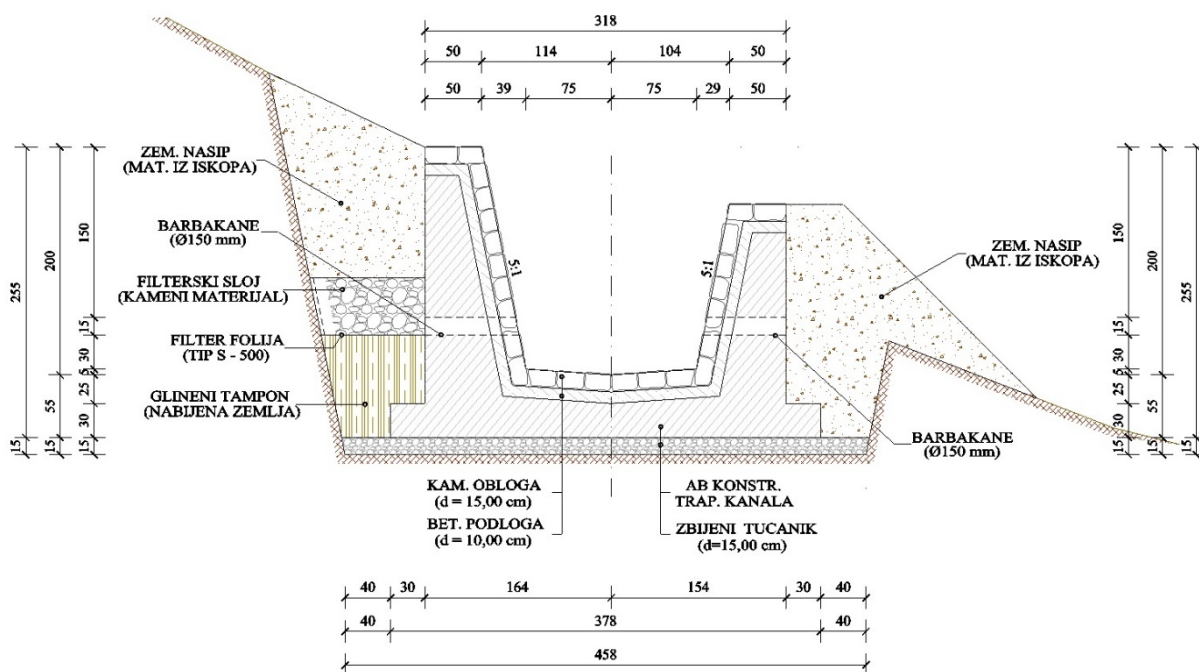 318
50 114 104 50
50 39 75 75 29 50
ZEM. NASIP
(MAT. IZ ISKOPA)
BARBAKANE
(Ø150 mm)
FILTERSKI SLOJ
(KAMENI MATERIJAL)
FILTER FOLIJA
(TIP S - 500)
GLINENI TAMPON
(NABIJENA ZEMLJA)
255
15
200
55
15
150
15
30
5
25
30
15
5:1
5:1
ZEM. NASIP
(MAT. IZ ISKOPA)
BARBAKANE
(Ø150 mm)
150
15
30
5
25
30
15
200
55
15
255
15
KAM. OBLOGA
(d = 15,00 cm)
BET. PODLOGA
(d = 10,00 cm)
AB KONSTR.
TRAP. KANALA
ZBIJENI TUCANIK
(d=15,00 cm)
40 30 164 154 30 40
40 378 40
458